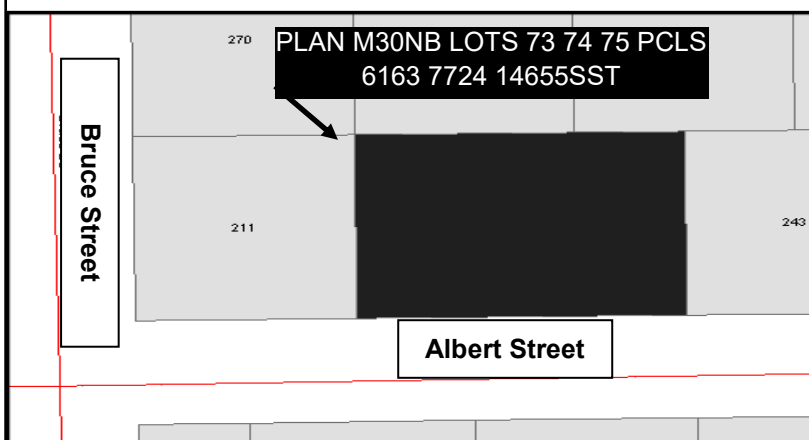 270
PLAN M30NB LOTS 73 74 75 PCLS
6163 7724 14655SST
Bruce Street
211
243
Albert Street